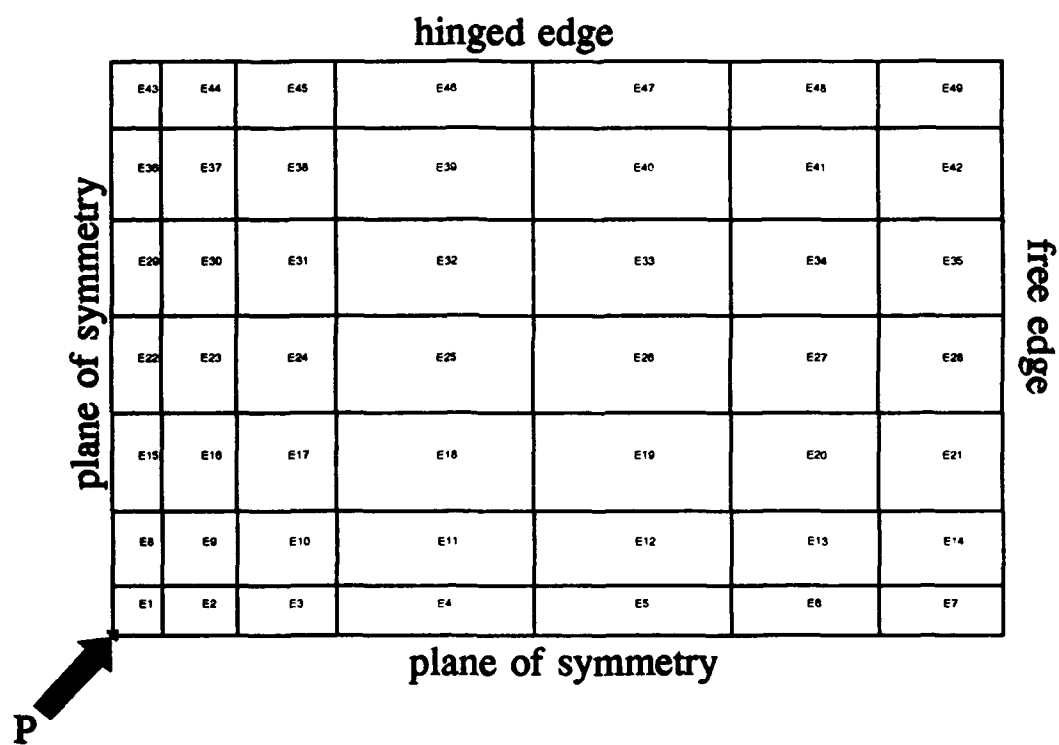 hinged edge
E43 E44 E45 E46 E47 E48 E49
E36 E37 E38 E39 E40 E41 E42
E29 E30 E31 E32 E33 E34 E35
E22 E23 E24 E25 E26 E27 E28
E15 E16 E17 E18 E19 E20 E21
E8 E9 E10 E11 E12 E13 E14
E1 E2 E3 E4 E5 E6 E7
plane of symmetry
free edge
plane of symmetry
P